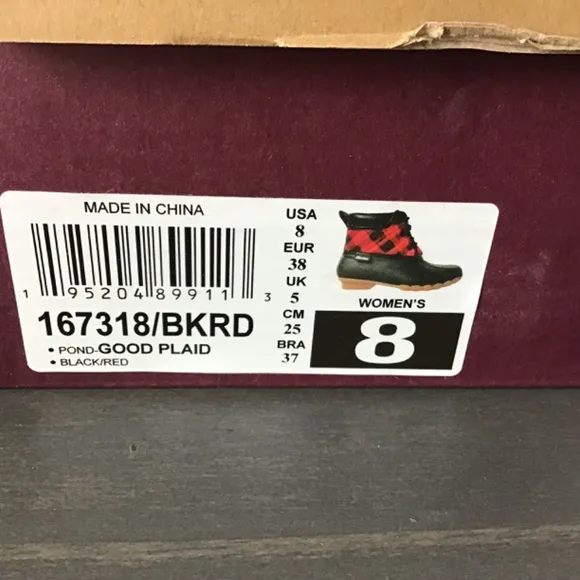 MADE IN CHINA
1 95204 89911 3
167318/BKRD
• POND-GOOD PLAID
• BLACK/RED
USA
8
EUR
38
UK
5
CM
25
BRA
37
WOMEN'S
8